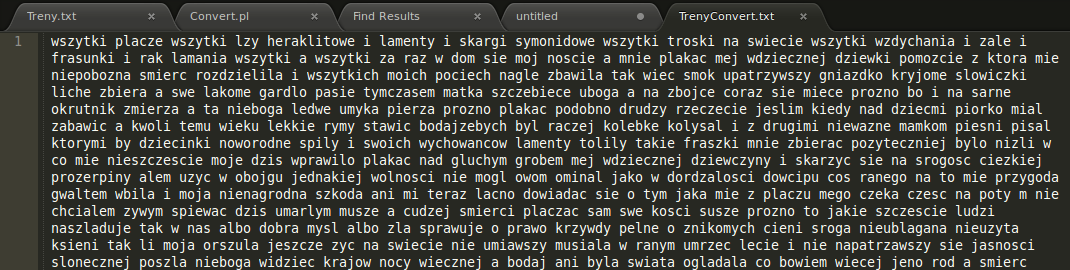 Treny.txt × Convert.pl × Find Results × untitled ● TrenyConvert.txt ×
1 wszytki placze wszytki lzy heraklitowe i lamenty i skargi symonidowe wszytki troski na swiecie wszytki wzdychania i zale i
frasunki i rak lamania wszytki a wszytki za raz w dom sie moj noscie a mnie plakac mej wdziecznej dziewki pomozcie z ktora mie
niepobozna smierc rozdzielila i wszytkich moich pociech nagle zbawila tak wiec smok upatrzywszy gniazdko kryjome slowiczki
liche zbiera a swe lakome gardlo pasie tymczasem matka szczebiece uboga a na zbojce coraz sie miece prozno bo i na sarne
okrutnik zmierza a ta nieboga ledwe umyka pierza prozno plakac podobno drudzy rzeczecie jeslim kiedy nad dziecmi piorko mial
zabawic a kwoli temu wieku lekkie rymy stawic bodajzebych byl raczej kolebke kolysal i z drugimi niewazne mamkom piesni pisal
ktorymi by dziecinki noworodne spily i swoich wychowancow lamenty tolily takie fraszki mnie zbierac pozyteczniej bylo nizli w
co mie nieszczescie moje dzis wprawilo plakac nad gluchym grobem mej wdziecznej dziewczyny i skarzyc sie na srogosc ciezkiej
prozerpiny alem uzyc w obojgu jednakiej wolnosci nie mogl owom ominal jako w dordzalosci dowcipu cos ranego na to mie przygoda
gwaltem wbila i moja nienagrodna szkoda ani mi teraz lacno dowiadac sie o tym jaka mie z placzu mego czeka czesc na poty m nie
chcialem zywym spiewac dzis umarlym musze a cudzej smierci placzac sam swe kosci susze prozno to jakie szczescie ludzi
naszladuje tak w nas albo dobra mysl albo zla sprawuje o prawo krzywdy pelne o znikomych cieni sroga nieublagana nieuzyta
ksieni tak li moja orszula jeszcze zyc na swiecie nie umiawszy musiala w ranym umrzec lecie i nie napatrzawszy sie jasnosci
slonecznej poszla nieboga widziec krajow nocy wiecznej a bodaj ani byla swiata ogladala co bowiem wiecej jeno rod a smierc